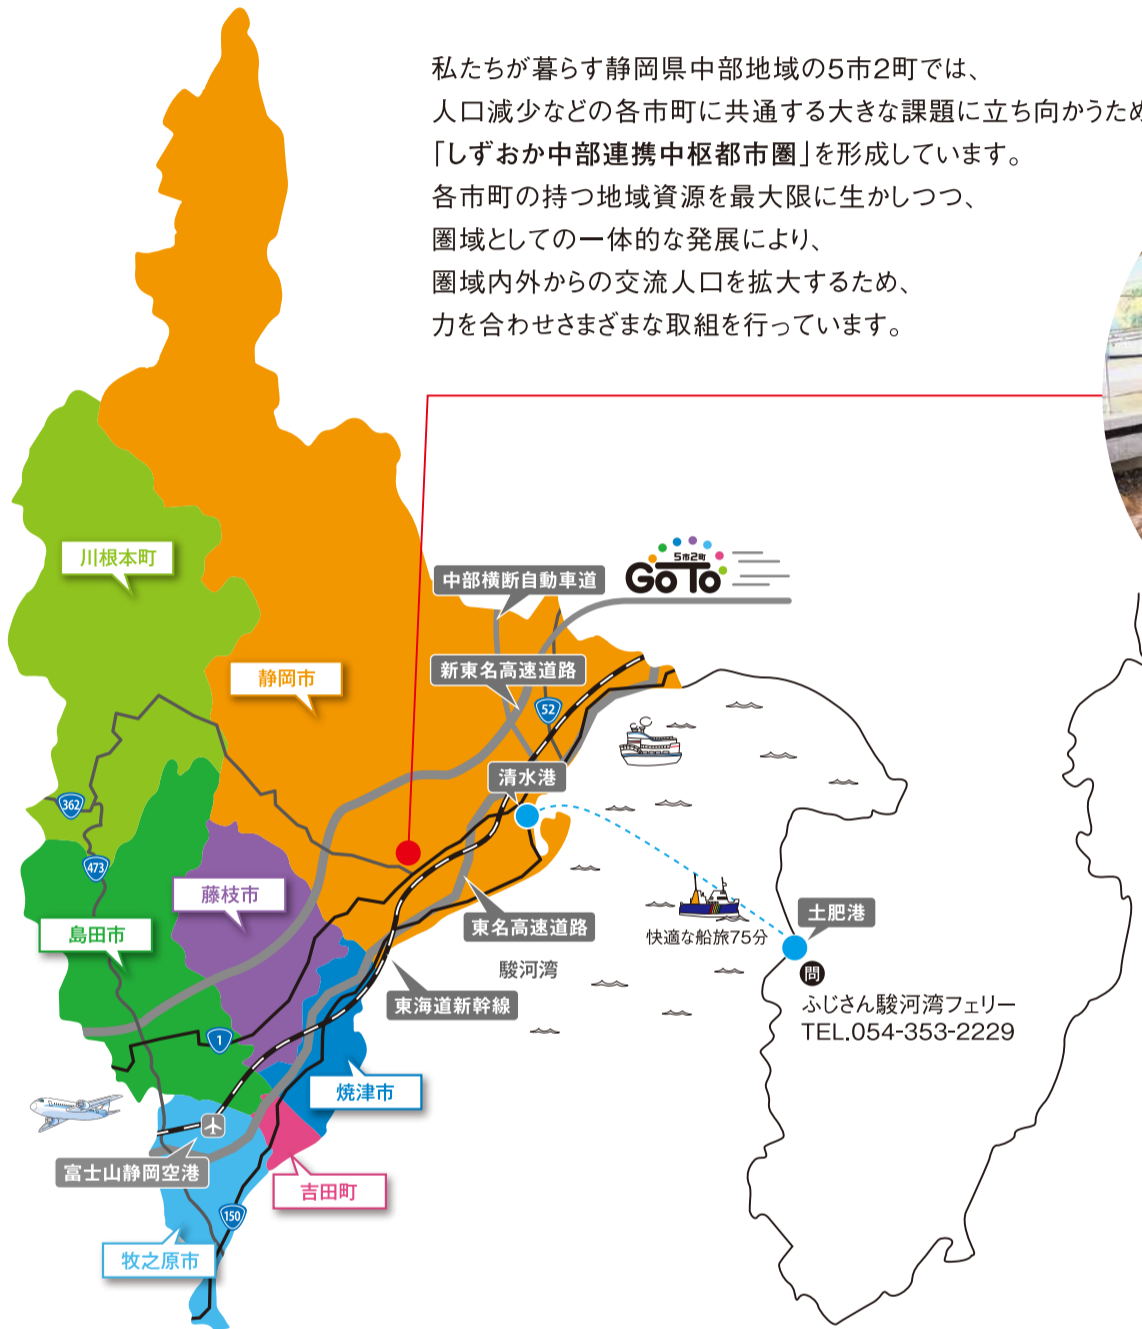 私たちが暮らす静岡県中部地域の5市2町では、
人口減少などの各市町に共通する大きな課題に立ち向かうため
「しずおか中部連携中枢都市圏」を形成しています。
各市町の持つ地域資源を最大限に生かしつつ、
圏域としての一体的な発展により、
圏域内外からの交流人口を拡大するため、
力を合わせさまざまな取組を行っています。
川根本町
中部横断自動車道
5市2町
GoTo
静岡市
新東名高速道路
52
清水港
362
473
藤枝市
島田市
東名高速道路
快適な船旅75分
土肥港
駿河湾
問
東海道新幹線
ふじさん駿河湾フェリー
TEL.054-353-2229
1
焼津市
富士山静岡空港
吉田町
150
牧之原市